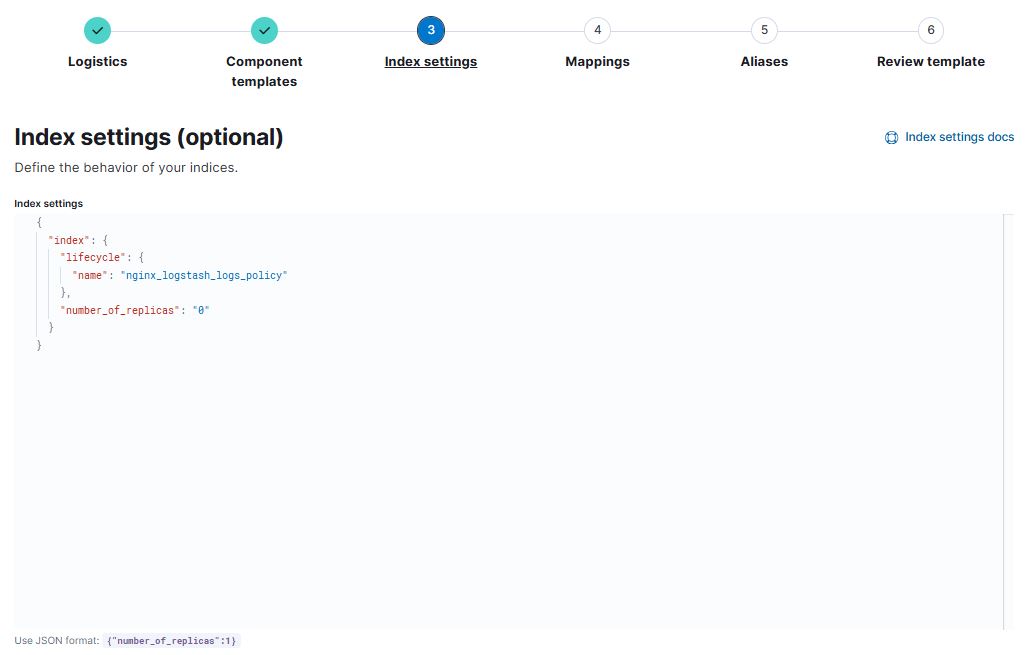 3 4 5 6
Logistics Component templates Index settings Mappings Aliases Review template
Index settings (optional)
Index settings docs
Define the behavior of your indices.
Index settings
{
"index": {
"lifecycle": {
"name": "nginx_logstash_logs_policy"
},
"number_of_replicas": "0"
}
}
Use JSON format: {"number_of_replicas":1}